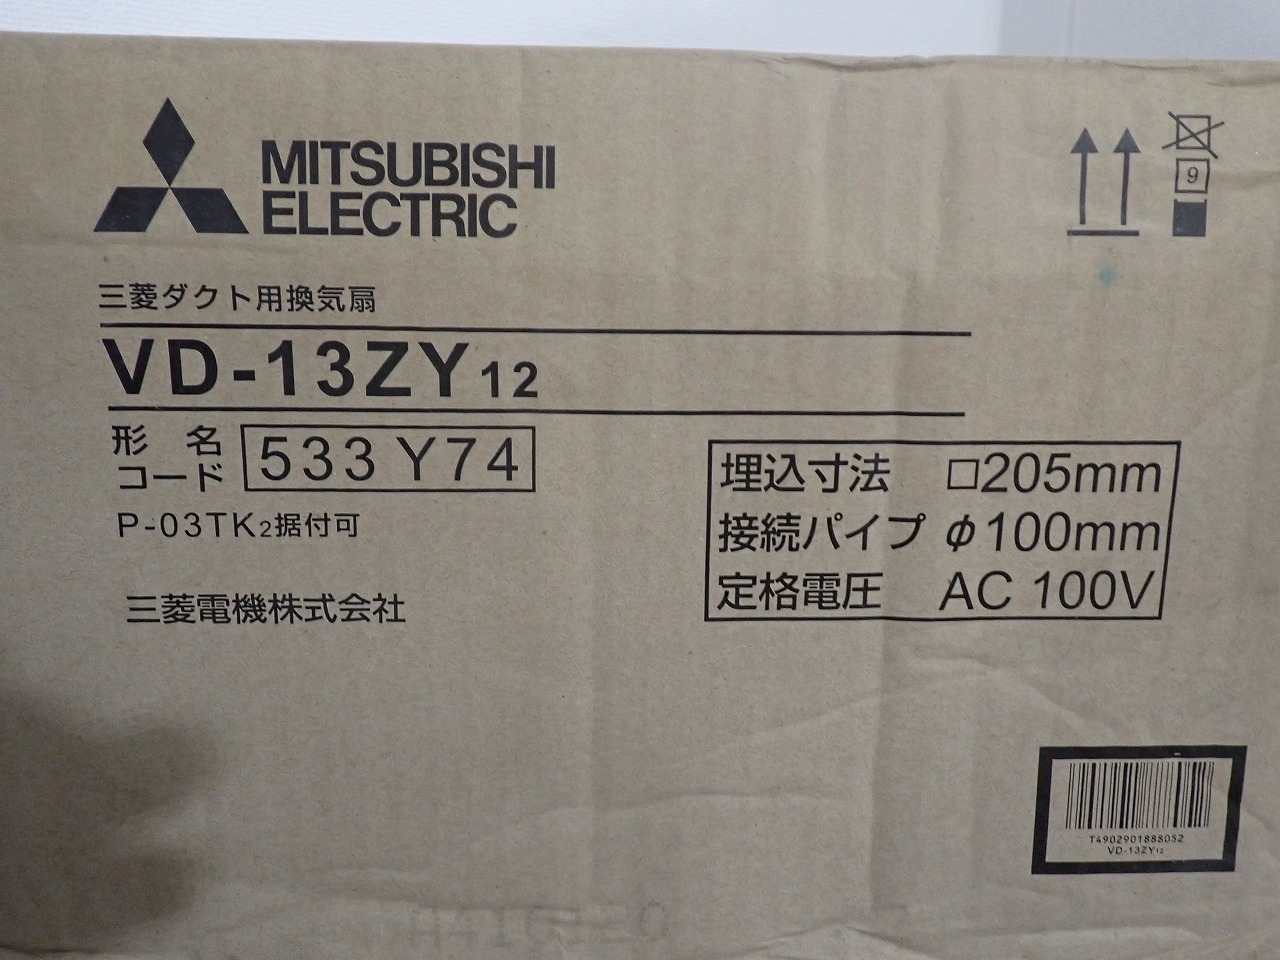 MITSUBISHI
ELECTRIC
9
三菱ダクト用換気扇
VD-13ZY12
形名
コード
533Y74
P-03TK2据付可
三菱電機株式会社
埋込寸法 □205mm
接続パイプ φ100mm
定格電圧 AC 100V
T4902901888052
VD-13ZY12